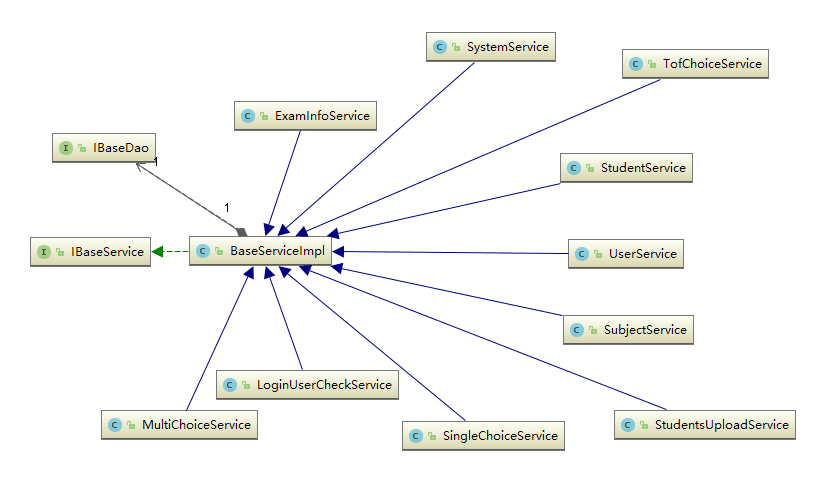 SystemService
TofChoiceService
ExamInfoService
IBaseDao
1
StudentService
1
IBaseService
BaseServiceImpl
UserService
SubjectService
LoginUserCheckService
MultiChoiceService
SingleChoiceService
StudentsUploadService